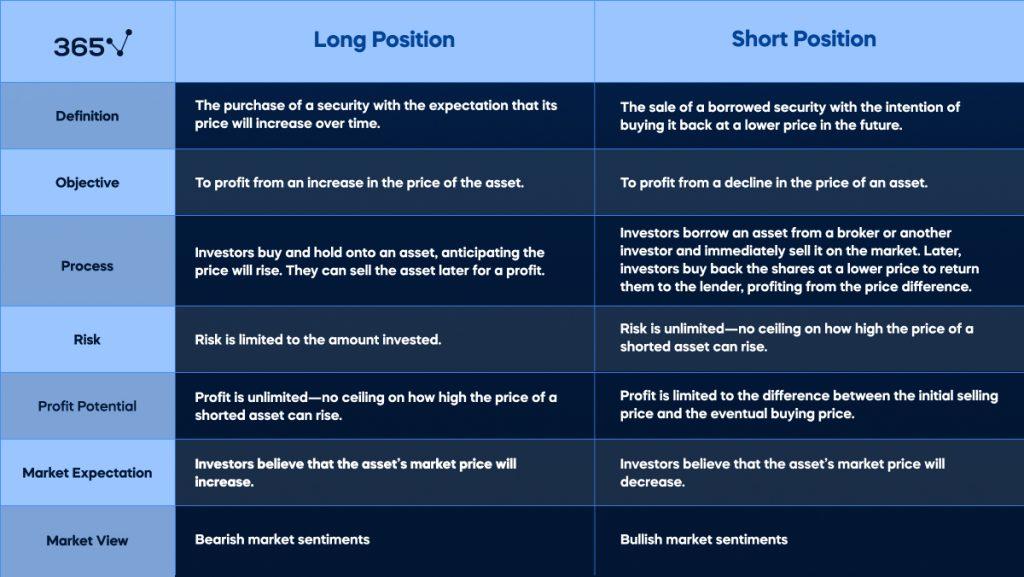 365
Long Position
Short Position
Definition
The purchase of a security with the expectation that its
price will increase over time.
The sale of a borrowed security with the intention of
buying it back at a lower price in the future.
Objective
To profit from an increase in the price of the asset.
To profit from a decline in the price of an asset.
Process
Investors buy and hold onto an asset, anticipating the
price will rise. They can sell the asset later for a profit.
Investors borrow an asset from a broker or another
investor and immediately sell it on the market. Later,
investors buy back the shares at a lower price to return
them to the lender, profiting from the price difference.
Risk
Risk is limited to the amount invested.
Risk is unlimited—no ceiling on how high the price of a
shorted asset can rise.
Profit Potential
Profit is unlimited—no ceiling on how high the price of a
shorted asset can rise.
Profit is limited to the difference between the initial selling
price and the eventual buying price.
Market Expectation
Investors believe that the asset's market price will
increase.
Investors believe that the asset's market price will
decrease.
Market View
Bearish market sentiments
Bullish market sentiments